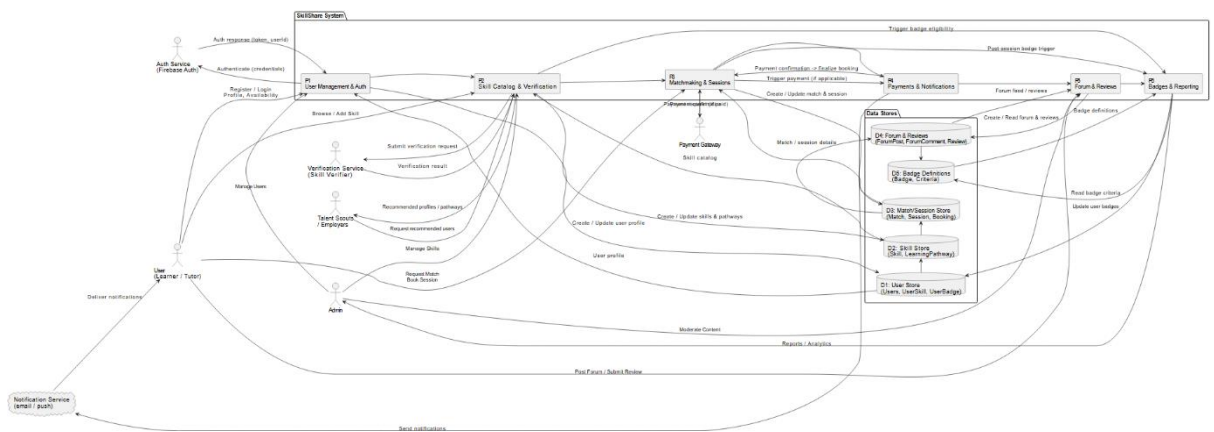 SkillShare System
Trigger badge eligibility
Auth response (token, userId)
Post-session badge trigger
Auth Service
(Firebase Auth)
Authenticate (credentials)
Payment confirmation -> finalize booking
P1
User Management & Auth
P2
Skill Catalog & Verification
Matchmaking & Sessions
Trigger payment (if applicable)
P4
Payments & Notifications
Forum & Reviews
Badges & Reporting
Register / Login
Profile, Availability
Create / Update match & session
Forum feed / reviews
Browse / Add Skill
Badge definitions
Data Stores
Create / Read forum & reviews
D4: Forum & Reviews
(ForumPost, ForumComment, Review)
Submit verification request
Payment Gateway
Match / session details
Verification Service
(Skill Verifier)
Verification result
Skill catalog
D5: Badge Definitions
(Badge, Criteria)
Read badge criteria
Manage Users
Recommended profiles / pathways
Update user badges
Talent Scouts
/ Employers
D3: Match/Session Store
(Match, Session, Booking)
Create / Update user profile
Create / Update skills & pathways
Request recommended users
Manage Skills
D2: Skill Store
(Skill, LearningPathway)
User profile
User
(Learner / Tutor)
Request Match
Book Session
D1: User Store
(Users, UserSkill, UserBadge)
Deliver notifications
Admin
Moderate Content
Reports / Analytics
Post Forum / Submit Review
Notification Service
(email / push)
Send notifications